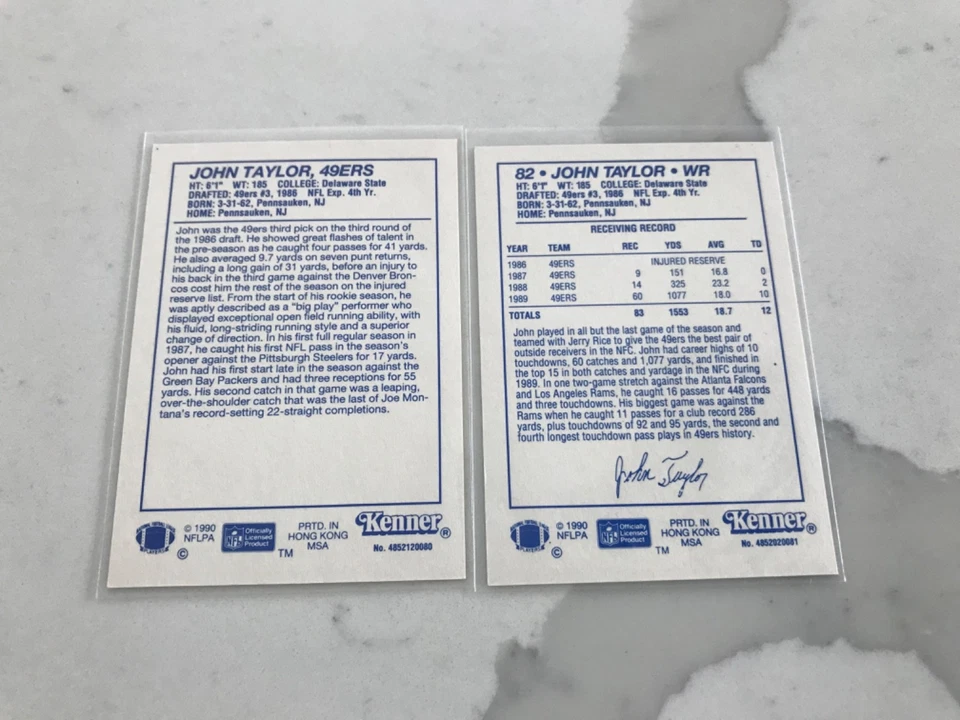 JOHN TAYLOR, 49ERS
HT: 6'1" WT: 185 COLLEGE: Delaware State
DRAFTED: 49ers #3, 1986 NFL Exp. 4th Yr.
BORN: 3-31-62, Pennsauken, NJ
HOME: Pennsauken, NJ
John was the 49ers third pick on the third round of
the 1986 draft. He showed great flashes of talent in
the pre-season as he caught four passes for 41 yards.
He also averaged 9.7 yards on seven punt returns,
including a long gain of 31 yards, before an injury to
his back in the third game against the Denver Bron-
cos cost him the rest of the season on the injured
reserve list. From the start of his rookie season, he
was aptly described as a "big play" performer who
displayed exceptional open field running ability, with
his fluid, long-striding running style and a superior
change of direction. In his first full regular season in
1987, he caught his first NFL pass in the season's
opener against the Pittsburgh Steelers for 17 yards.
John had his first start late in the season against the
Green Bay Packers and had three receptions for 55
yards. His second catch in that game was a leaping,
over-the-shoulder catch that was the last of Joe Mon-
tana's record-setting 22-straight completions.
PLAYERS
©
© 1990
NFLPA
NFL
Officially
Licensed
Product
TM
PRTD. IN
HONG KONG
MSA
Kenner®
No. 4852120080
82 • JOHN TAYLOR • WR
HT: 6'1" WT: 185 COLLEGE: Delaware State
DRAFTED: 49ers #3, 1986 NFL Exp. 4th Yr.
BORN: 3-31-62, Pennsauken, NJ
HOME: Pennsauken, NJ
RECEIVING RECORD
YEAR TEAM REC YDS AVG TD
1986 49ERS INJURED RESERVE
1987 49ERS 9 151 16.8 0
1988 49ERS 14 325 23.2 2
1989 49ERS 60 1077 18.0 10
TOTALS 83 1553 18.7 12
John played in all but the last game of the season and
teamed with Jerry Rice to give the 49ers the best pair of
outside receivers in the NFC. John had career highs of 10
touchdowns, 60 catches and 1,077 yards, and finished in
the top 15 in both catches and yardage in the NFC during
1989. In one two-game stretch against the Atlanta Falcons
and Los Angeles Rams, he caught 16 passes for 448 yards
and three touchdowns. His biggest game was against the
Rams when he caught 11 passes for a club record 286
yards, plus touchdowns of 92 and 95 yards, the second and
fourth longest touchdown pass plays in 49ers history.
John Taylor
PLAYERS
©
© 1990
NFLPA
NFL
Officially
Licensed
Product
TM
PRTD. IN
HONG KONG
MSA
Kenner®
No. 4852020081